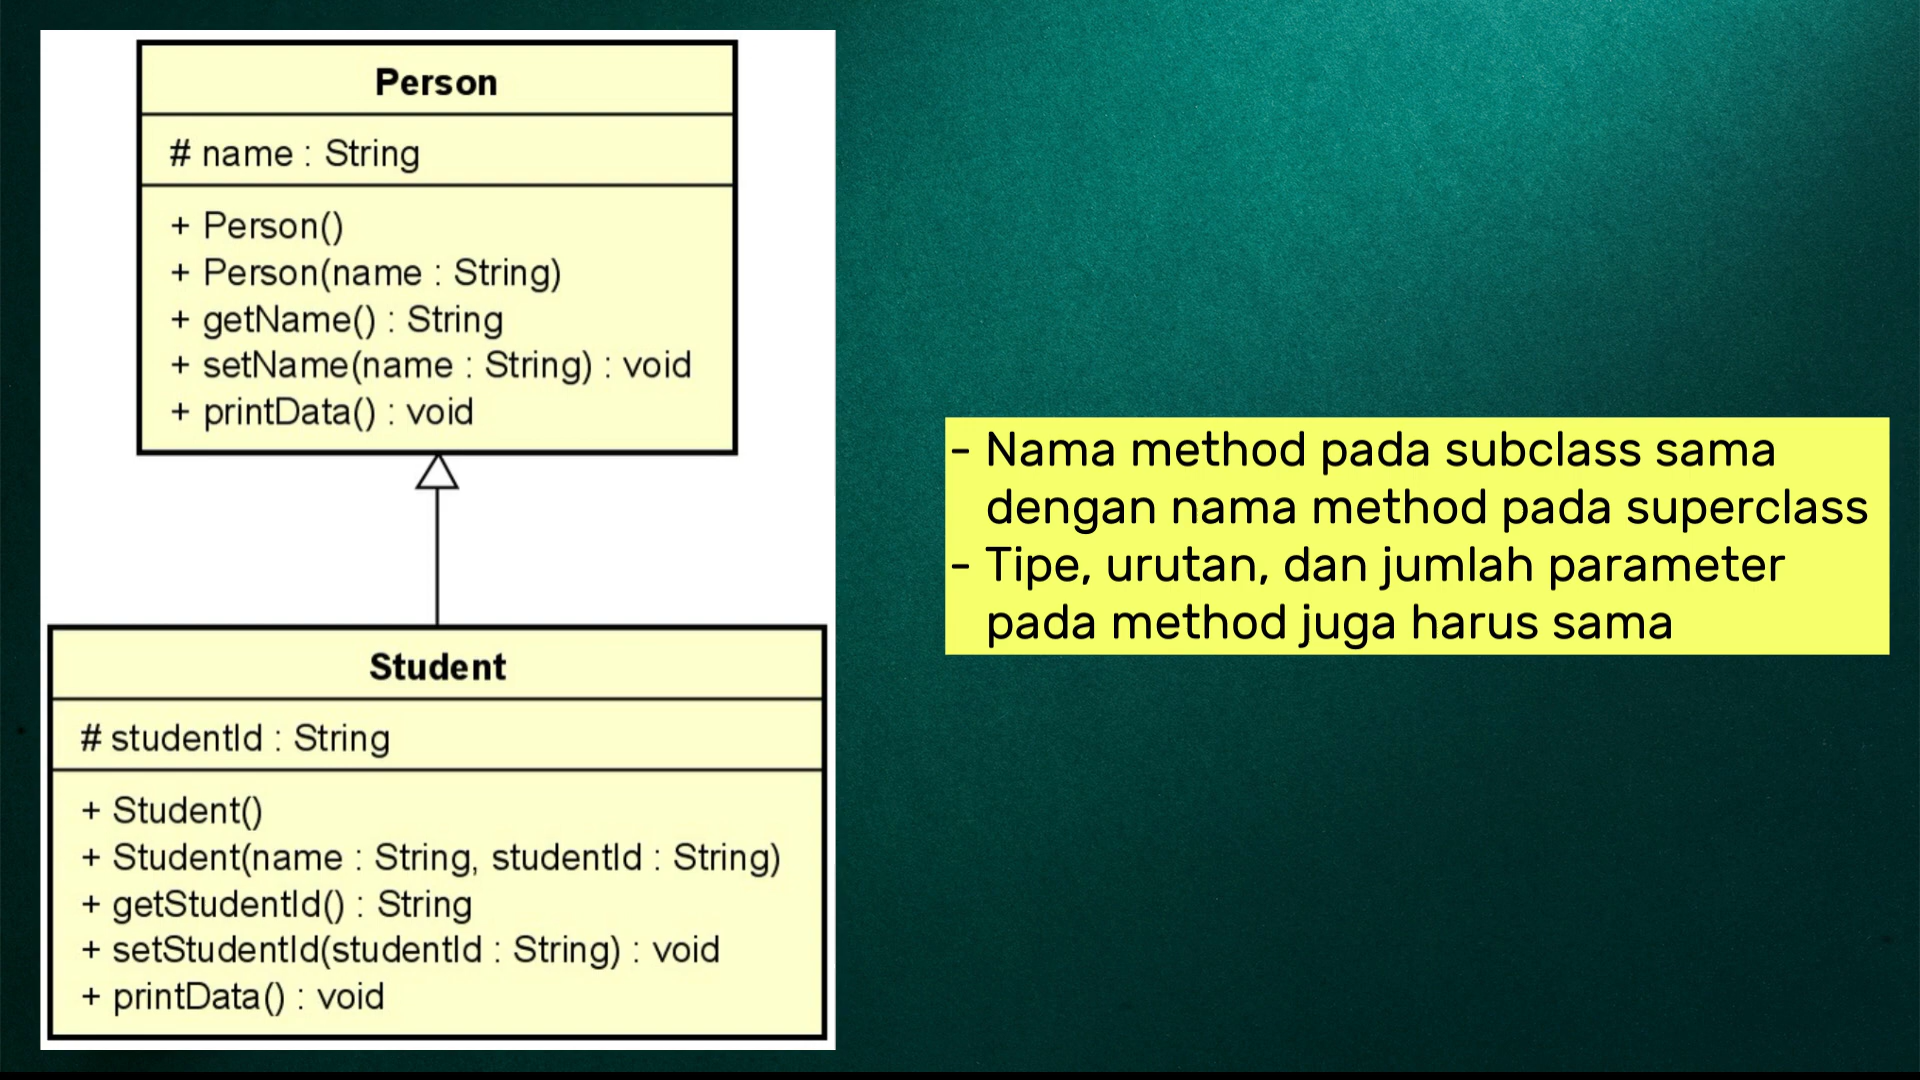 Person
# name : String
+ Person()
+ Person(name : String)
+ getName() : String
+ setName(name : String) : void
+ printData() : void
Student
# studentId : String
+ Student()
+ Student(name : String, studentId : String)
+ getStudentId() : String
+ setStudentId(studentId : String) : void
+ printData() : void
- Nama method pada subclass sama
dengan nama method pada superclass
- Tipe, urutan, dan jumlah parameter
pada method juga harus sama